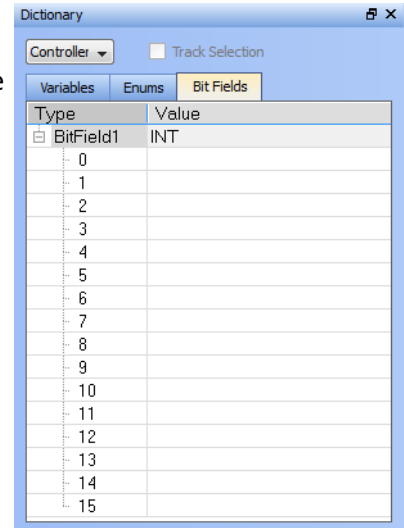 Dictionary
Controller
Track Selection
e
Variables Enums Bit Fields
Type Value
BitField1 INT
0
1
2
3
4
5
6
7
8
9
10
11
12
13
14
15